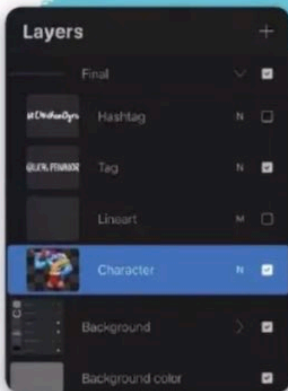 Layers
Final
Hashtag N
Tag N
Lineart M
Character N
Background
Background color